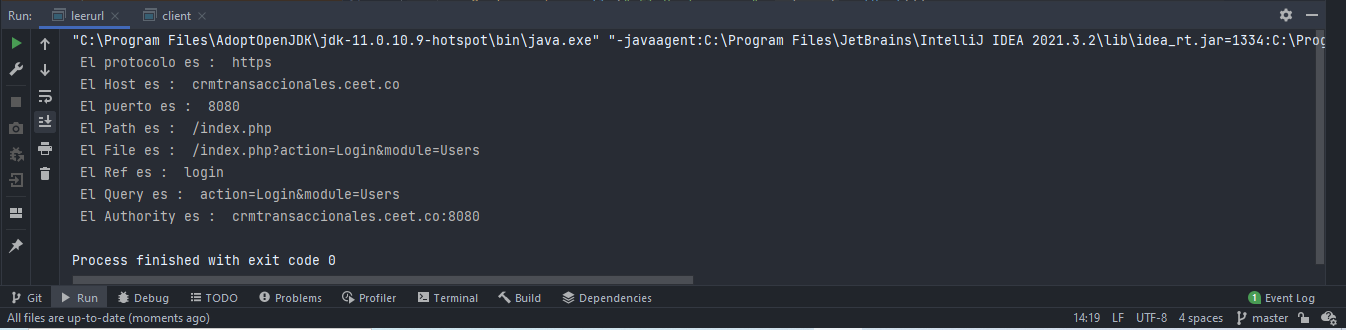 Run: leerurl client
"C:\Program Files\AdoptOpenJDK\jdk-11.0.10.9-hotspot\bin\java.exe" "-javaagent:C:\Program Files\JetBrains\IntelliJ IDEA 2021.3.2\lib\idea_rt.jar=1334:C:\Prog
El protocolo es :  https
El Host es :  crmtransaccionales.ceet.co
El puerto es :  8080
El Path es :  /index.php
El File es :  /index.php?action=Login&module=Users
El Ref es :  login
El Query es :  action=Login&module=Users
El Authority es :  crmtransaccionales.ceet.co:8080
Process finished with exit code 0
Git Run Debug TODO Problems Profiler Terminal Build Dependencies 1 Event Log
All files are up-to-date (moments ago) 14:19 LF UTF-8 4 spaces master